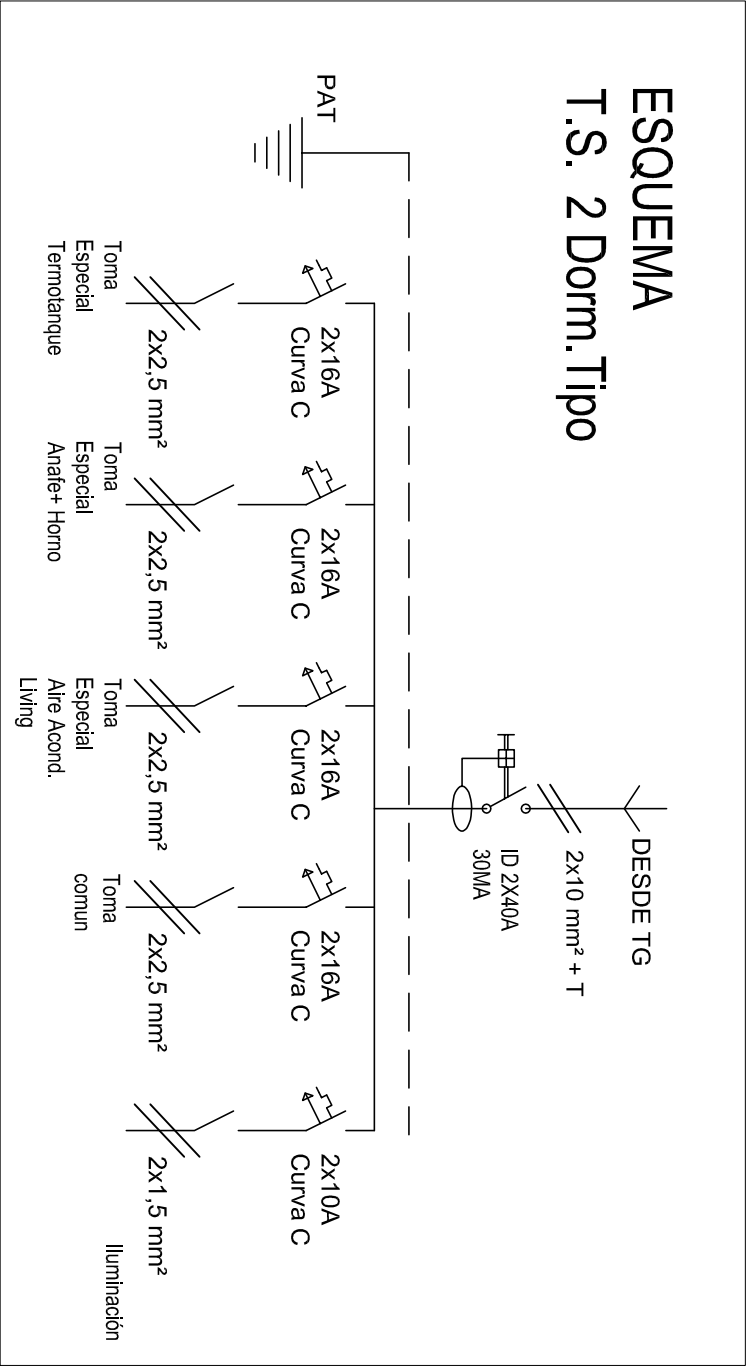 ESQUEMA
T.S. 2 Dorm. Tipo
DESDE TG
2x10 mm² + T
ID 2X40A
30MA
PAT
2x16A
Curva C
2x16A
Curva C
2x16A
Curva C
2x16A
Curva C
2x10A
Curva C
2x2,5 mm²
2x2,5 mm²
2x2,5 mm²
2x2,5 mm²
2x1,5 mm²
Toma
Especial
Termotanque
Toma
Especial
Anafe+ Horno
Toma
Especial
Aire Acond.
Living
Toma
comun
Iluminación